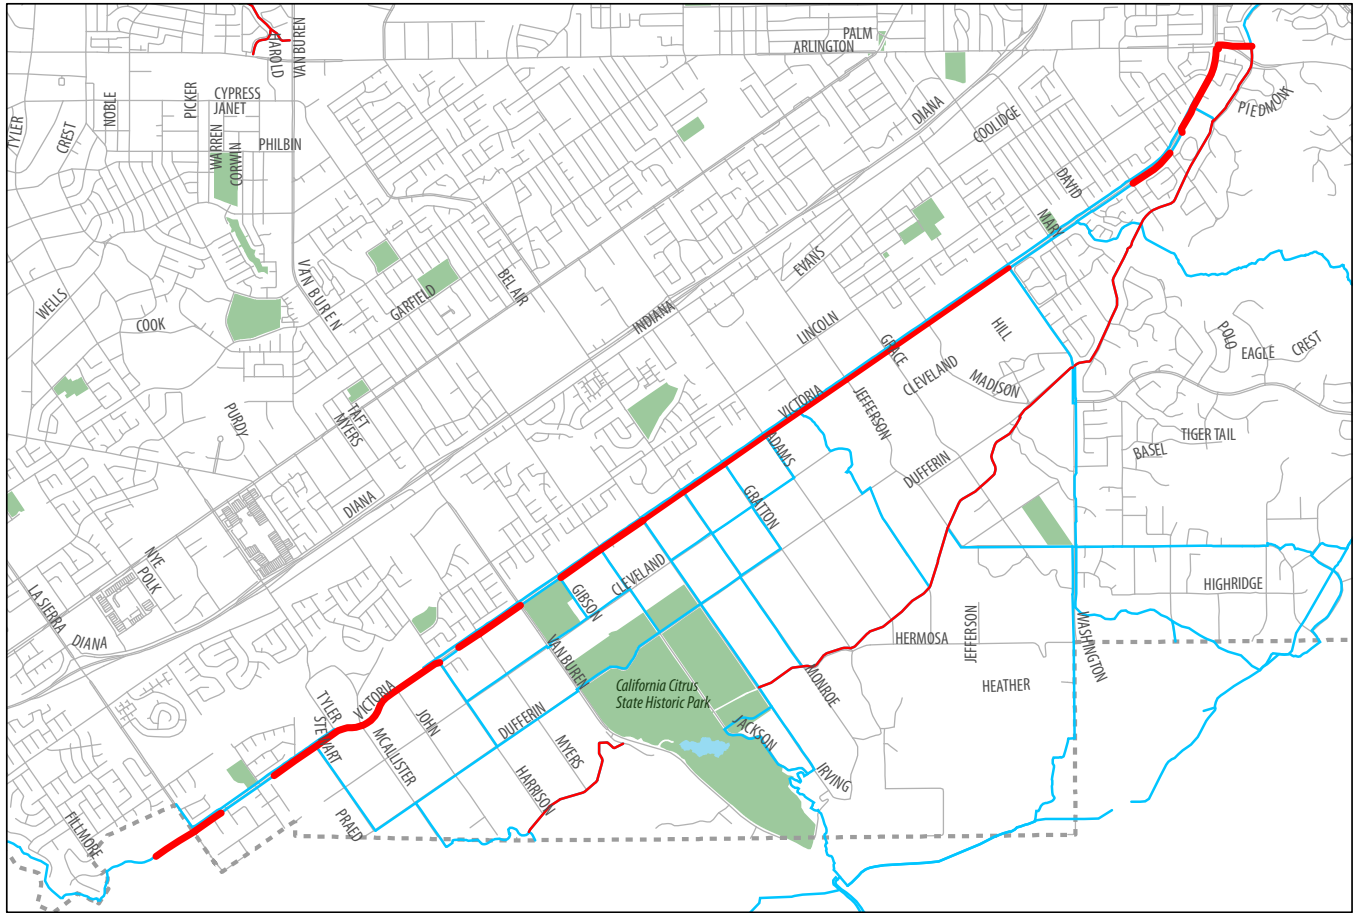 PALM
ARLINGTON
HAROLD
VAN BUREN
TYLER
CREST
NOBLE
PICKER
CYPRESS
JANET
WARREN
CORWIN
PHILBIN
DIANA
COOLIDGE
PIEDMONT
DAVID
MARY
WELLS
COOK
VAN BUREN
GARFIELD
BELAIR
EVANS
INDIANA
LINCOLN
GRACE
HILL
CLEVELAND
MADISON
POLO
EAGLE
CREST
PURDY
TAFT
MYERS
VICTORIA
JEFFERSON
ADAMS
DUFFERIN
TIGER TAIL
BASEL
DIANA
GRATTON
NYE
POLK
LA SIERRA
DIANA
CLEVELAND
GIBSON
VAN BUREN
HIGHRIDGE
HERMOSA
JEFFERSON
WASHINGTON
HEATHER
MONROE
California Citrus
State Historic Park
JACKSON
IRVING
TYLER
STEWART
VICTORIA
JOHN
MCALLISTER
DUFFERIN
MYERS
HARRISON
PRAED
FILLMORE